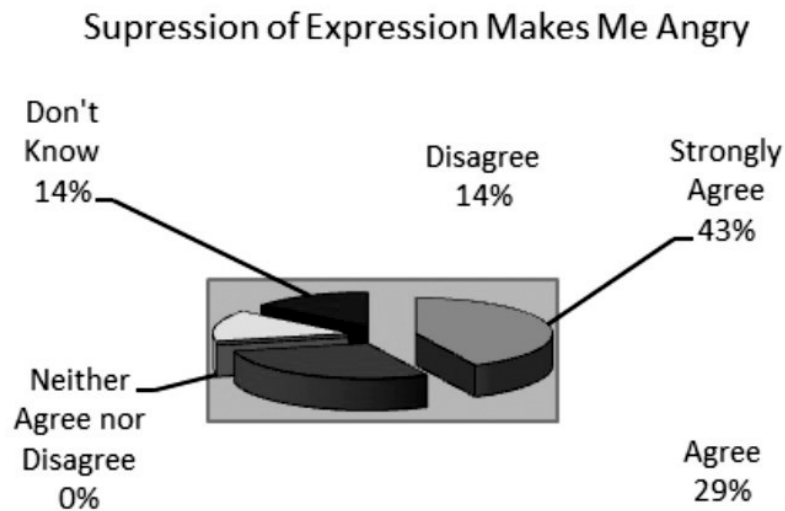 Supression of Expression Makes Me Angry
Don't
Know
14%
Disagree
14%
Strongly
Agree
43%
Neither
Agree nor
Disagree
0%
Agree
29%